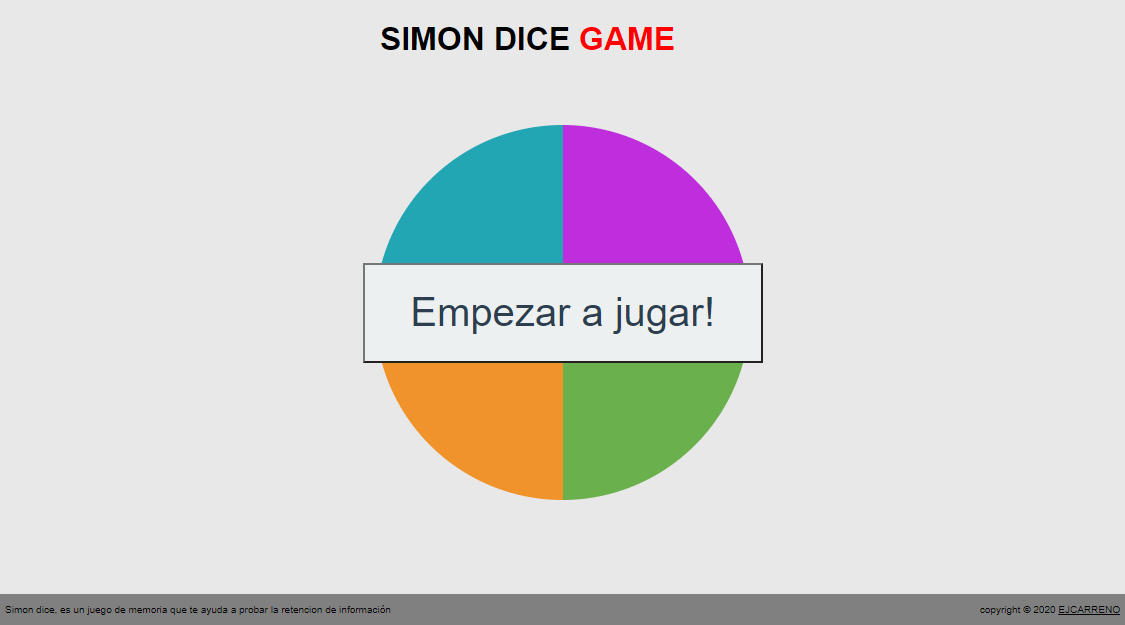 SIMON DICE GAME
Empezar a jugar!
Simon dice, es un juego de memoria que te ayuda a probar la retencion de información
copyright © 2020 EJCARRENO